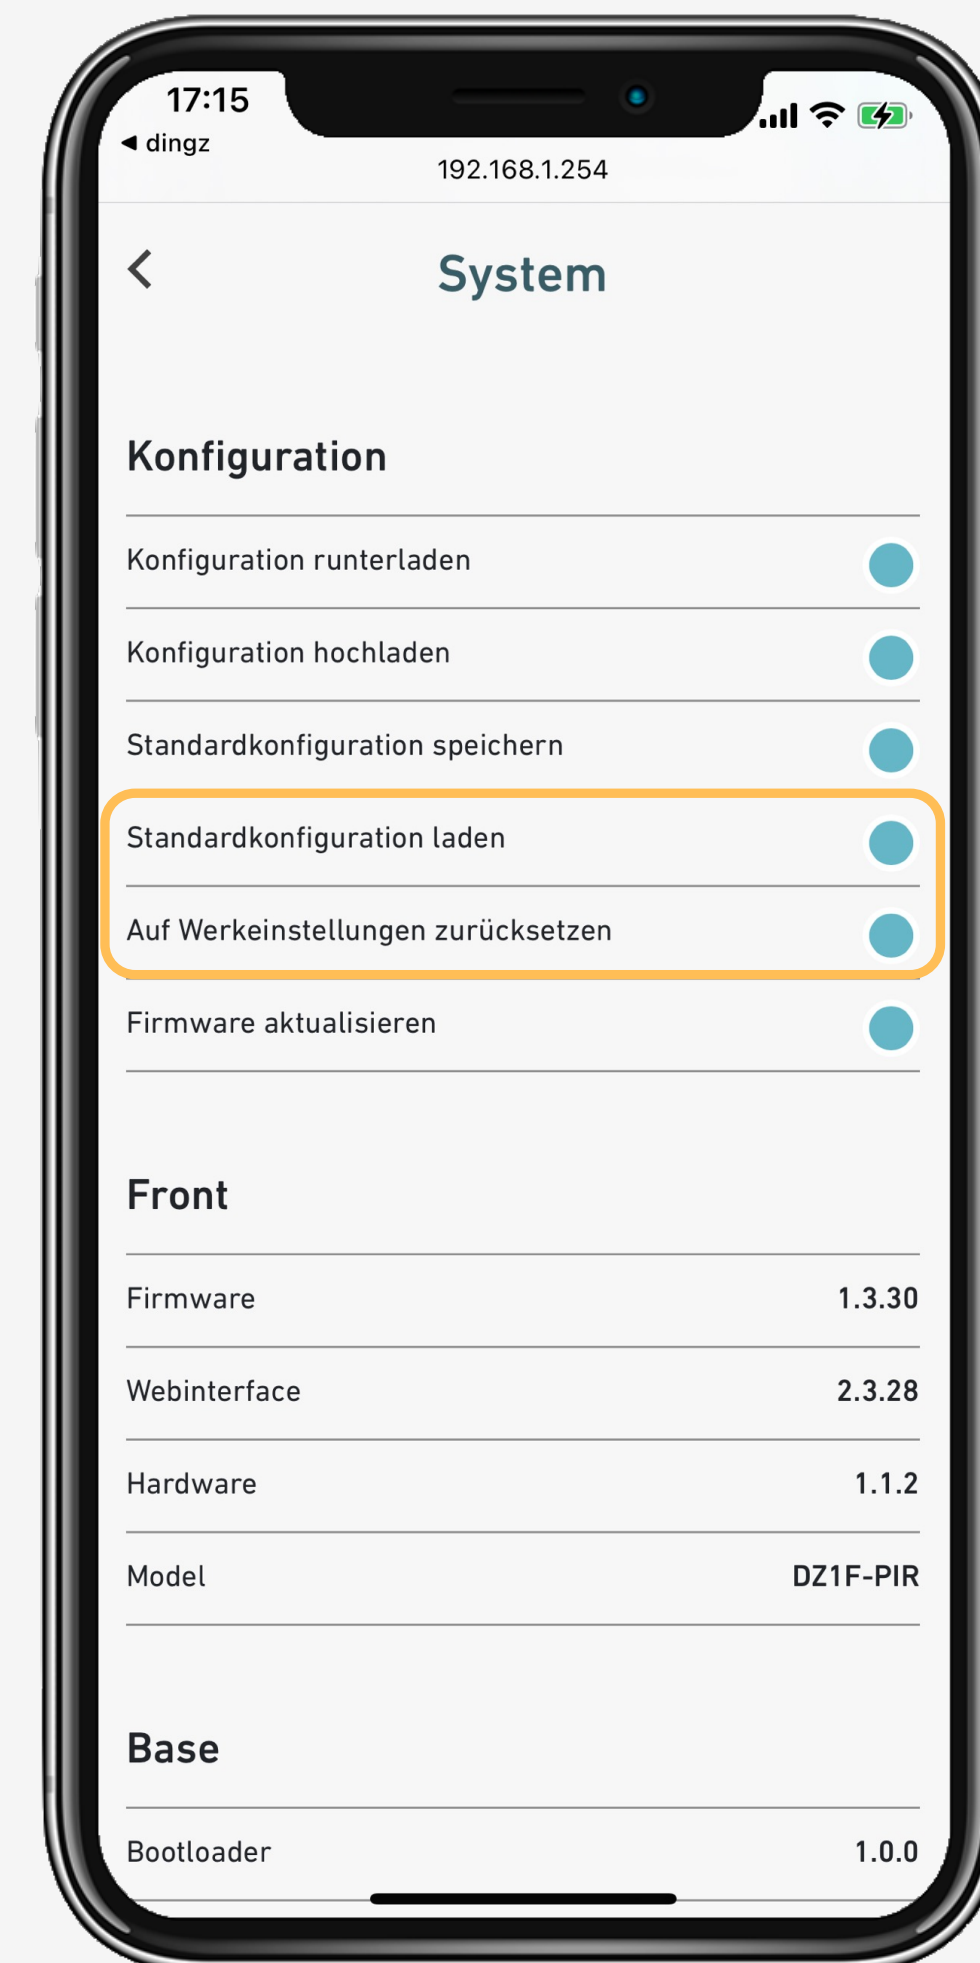 17:15
◀ dingz
192.168.1.254
System
Konfiguration
Konfiguration runterladen
Konfiguration hochladen
Standardkonfiguration speichern
Standardkonfiguration laden
Auf Werkeinstellungen zurücksetzen
Firmware aktualisieren
Front
Firmware 1.3.30
Webinterface 2.3.28
Hardware 1.1.2
Model DZ1F-PIR
Base
Bootloader 1.0.0